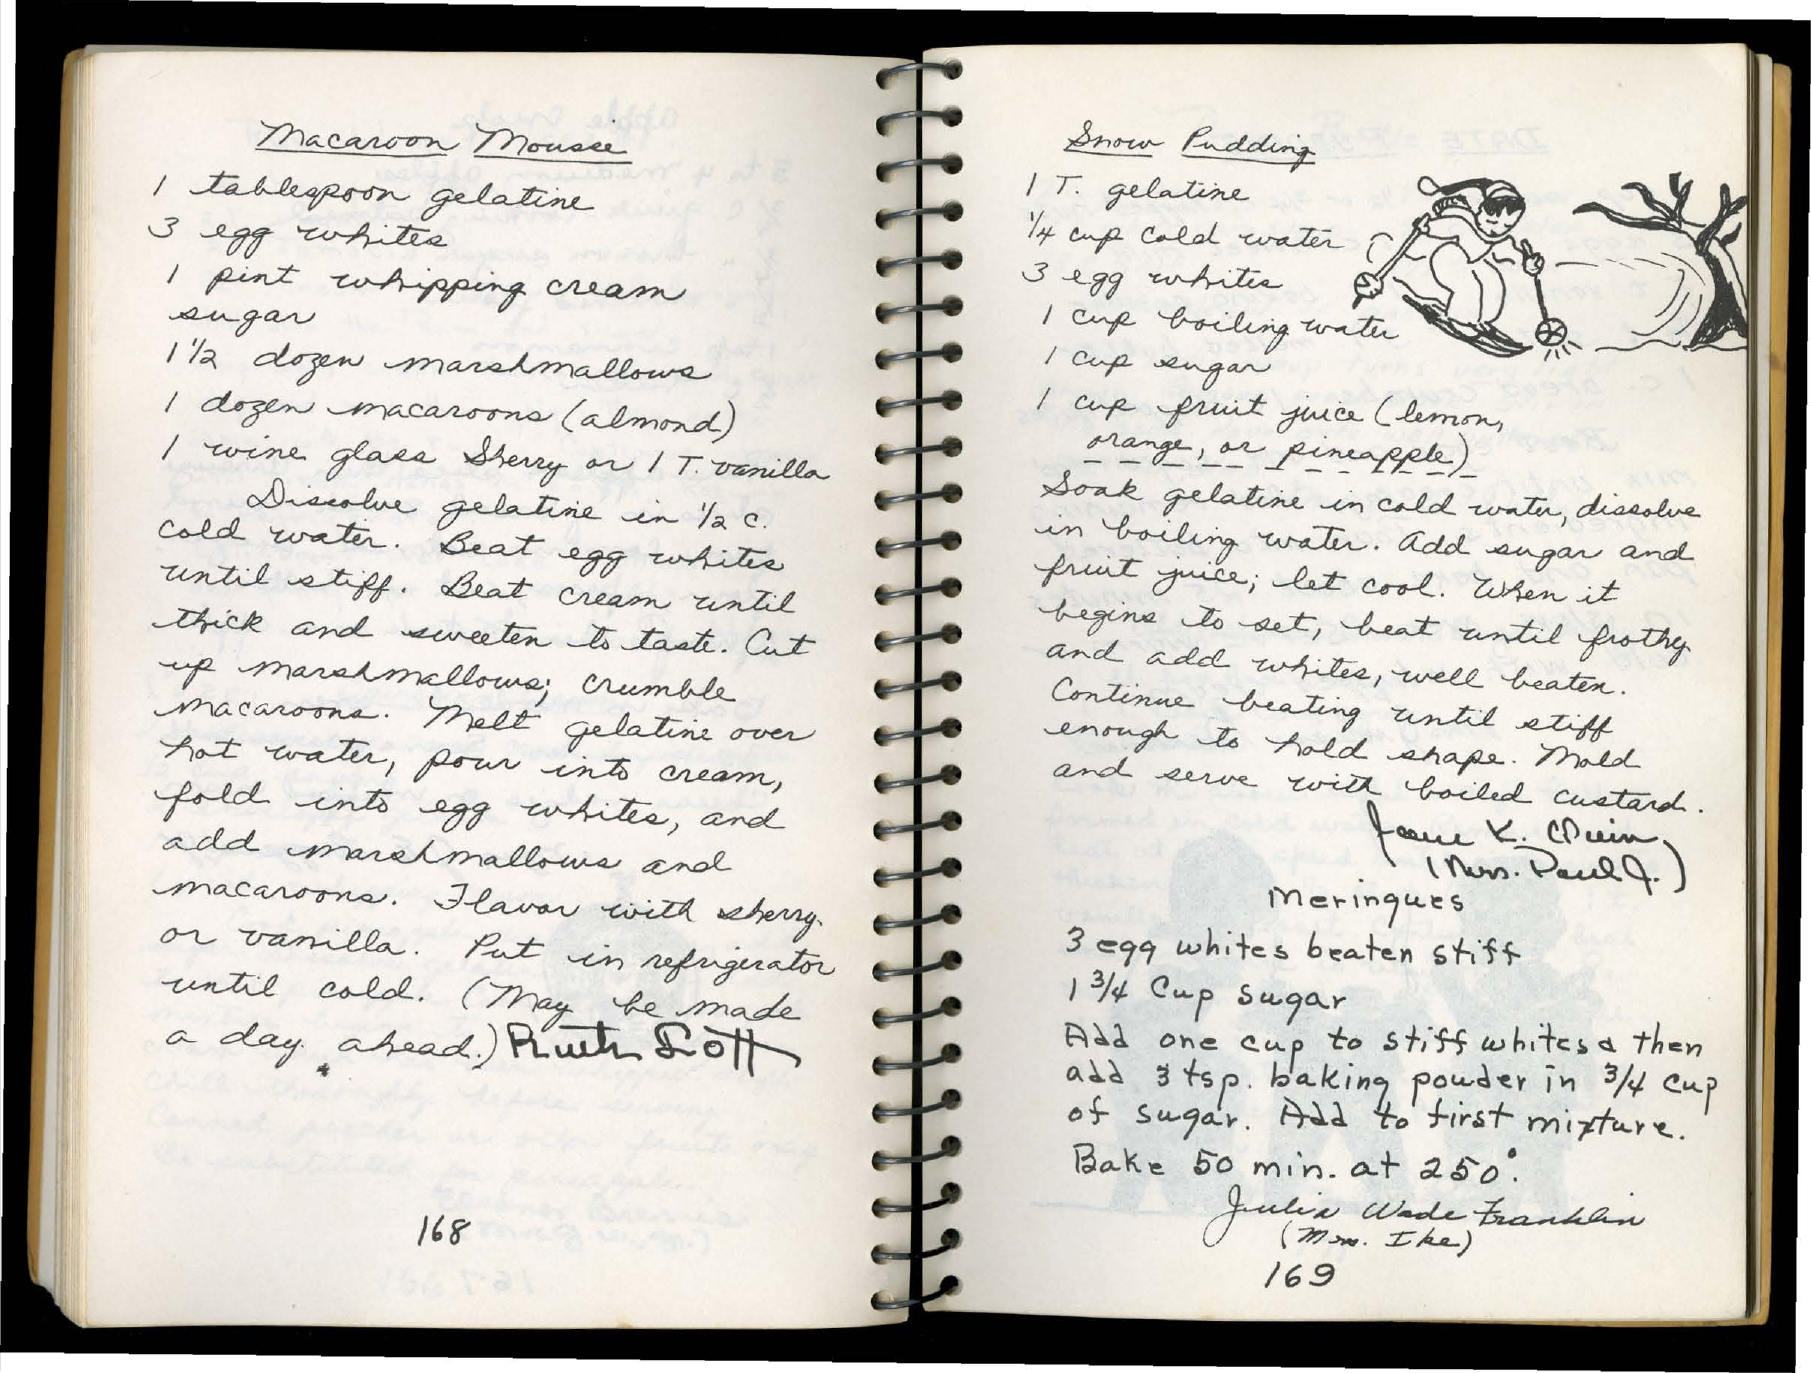 Macaroon Mousse
1 tablespoon gelatine
3 egg whites
1 pint whipping cream
sugar
1 1/2 dozen marshmallows
1 dozen macaroons (almond)
1 wine glass Sherry or 1 T. vanilla
Dissolve gelatine in 1/2 c.
cold water. Beat egg whites
until stiff. Beat cream until
thick and sweeten to taste. Cut
up marshmallows; crumble
macaroons. Melt gelatine over
hot water, pour into cream,
fold into egg whites, and
add marshmallows and
macaroons. Flavor with sherry
or vanilla. Put in refrigerator
until cold. (May be made
a day ahead.) Ruth Lott
168
Snow Pudding
1 T. gelatine
1/4 cup cold water
3 egg whites
1 cup boiling water
1 cup sugar
1 cup fruit juice (lemon,
orange, or pineapple)
Soak gelatine in cold water, dissolve
in boiling water. Add sugar and
fruit juice; let cool. When it
begins to set, beat until frothy
and add whites, well beaten.
Continue beating until stiff
enough to hold shape. Mold
and serve with boiled custard.
K.
(Mrs. Paul J.)
Meringues
3 egg whites beaten stiff
1 3/4 Cup sugar
Add one cup to stiff whites & then
add 3 tsp. baking powder in 3/4 cup
of sugar. Add to first mixture.
Bake 50 min. at 250°.
Julia Wade Franklin
(Mrs. Ike)
169